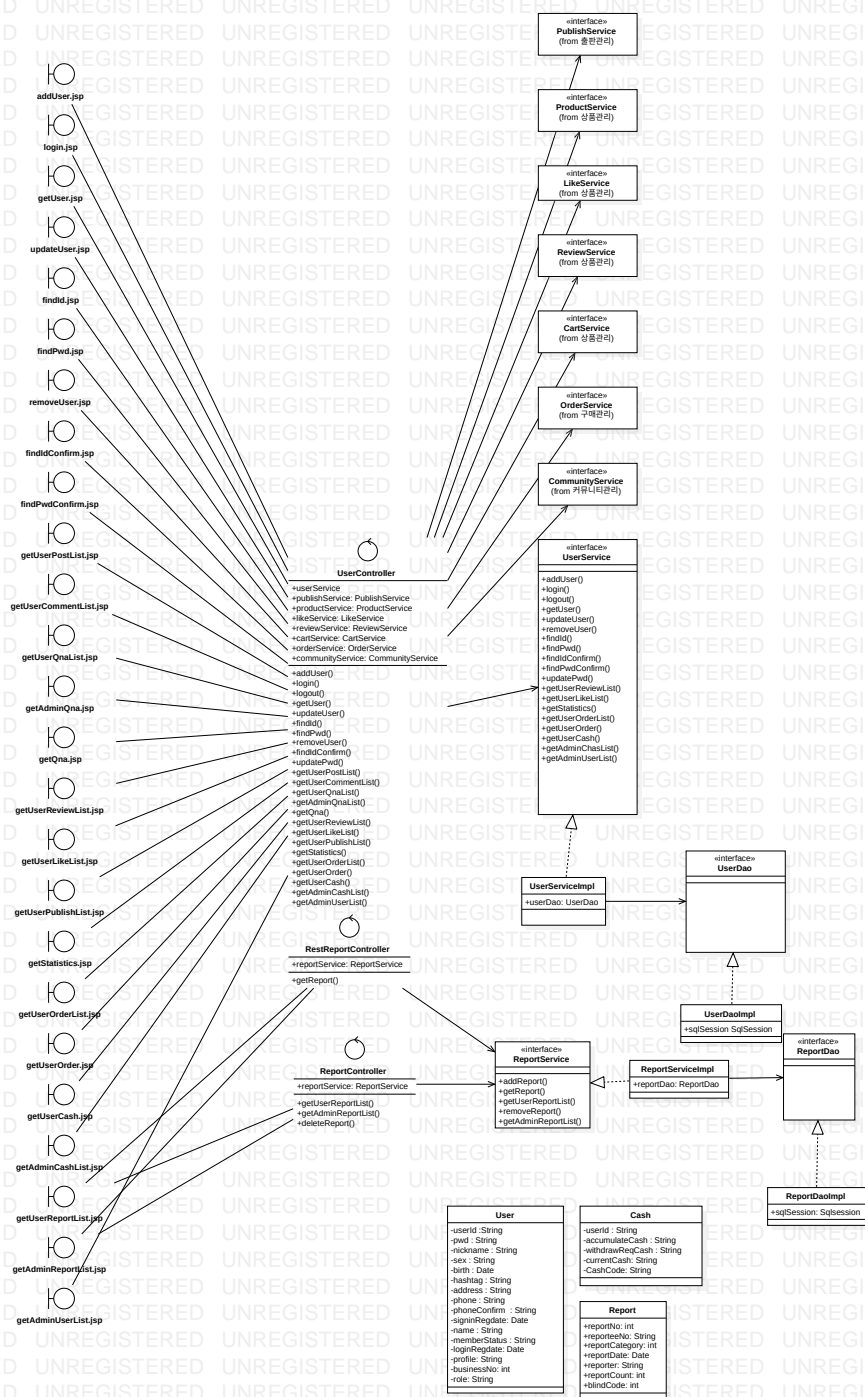 addUser.jsp
login.jsp
getUser.jsp
updateUser.jsp
findId.jsp
findPwd.jsp
removeUser.jsp
findIdConfirm.jsp
findPwdConfirm.jsp
getUserPostList.jsp
getUserCommentList.jsp
getUserQnaList.jsp
getAdminQna.jsp
getQna.jsp
getUserReviewList.jsp
getUserLikeList.jsp
getUserPublishList.jsp
getStatistics.jsp
getUserOrderList.jsp
getUserOrder.jsp
getUserCash.jsp
getAdminCashList.jsp
getUserReportList.jsp
getAdminReportList.jsp
getAdminUserList.jsp
UserController
+userService
+publishService: PublishService
+productService: ProductService
+likeService: LikeService
+reviewService: ReviewService
+cartService: CartService
+orderService: OrderService
+communityService: CommunityService
+addUser()
+login()
+logout()
+getUser()
+updateUser()
+findId()
+findPwd()
+removeUser()
+findIdConfirm()
+updatePwd()
+getUserPostList()
+getUserCommentList()
+getUserQnaList()
+getAdminQnaList()
+getQna()
+getUserReviewList()
+getUserLikeList()
+getUserPublishList()
+getStatistics()
+getUserOrderList()
+getUserOrder()
+getUserCash()
+getAdminCashList()
+getAdminUserList()
RestReportController
+reportService: ReportService
+getReport()
ReportController
+reportService: ReportService
+getUserReportList()
+getAdminReportList()
+deleteReport()
«interface»
PublishService
(from 출판관리)
«interface»
ProductService
(from 상품관리)
«interface»
LikeService
(from 상품관리)
«interface»
ReviewService
(from 상품관리)
«interface»
CartService
(from 상품관리)
«interface»
OrderService
(from 구매관리)
«interface»
CommunityService
(from 커뮤니티관리)
«interface»
UserService
+addUser()
+login()
+logout()
+getUser()
+updateUser()
+removeUser()
+findId()
+findPwd()
+findIdConfirm()
+findPwdConfirm()
+updatePwd()
+getUserReviewList()
+getUserLikeList()
+getStatistics()
+getUserOrderList()
+getUserOrder()
+getUserCash()
+getAdminChasList()
+getAdminUserList()
UserServiceImpl
+userDao: UserDao
«interface»
UserDao
UserDaoImpl
+sqlSession SqlSession
«interface»
ReportService
+addReport()
+getReport()
+getUserReportList()
+removeReport()
+getAdminReportList()
ReportServiceImpl
+reportDao: ReportDao
«interface»
ReportDao
ReportDaoImpl
+sqlSession: Sqlsession
User
-userId :String
-pwd : String
-nickname : String
-sex : String
-birth : Date
-hashtag : String
-address : String
-phone : String
-phoneConfirm : String
-signinRegdate: Date
-name : String
-memberStatus : String
-loginRegdate: Date
-profile: String
-businessNo: int
-role: String
Cash
-userId : String
-accumulateCash : String
-withdrawReqCash : String
-currentCash: String
-CashCode: String
Report
+reportNo: int
+reporteeNo: String
+reportCategory: int
+reportDate: Date
+reporter: String
+reportCount: int
+blindCode: int
UNREGISTERED